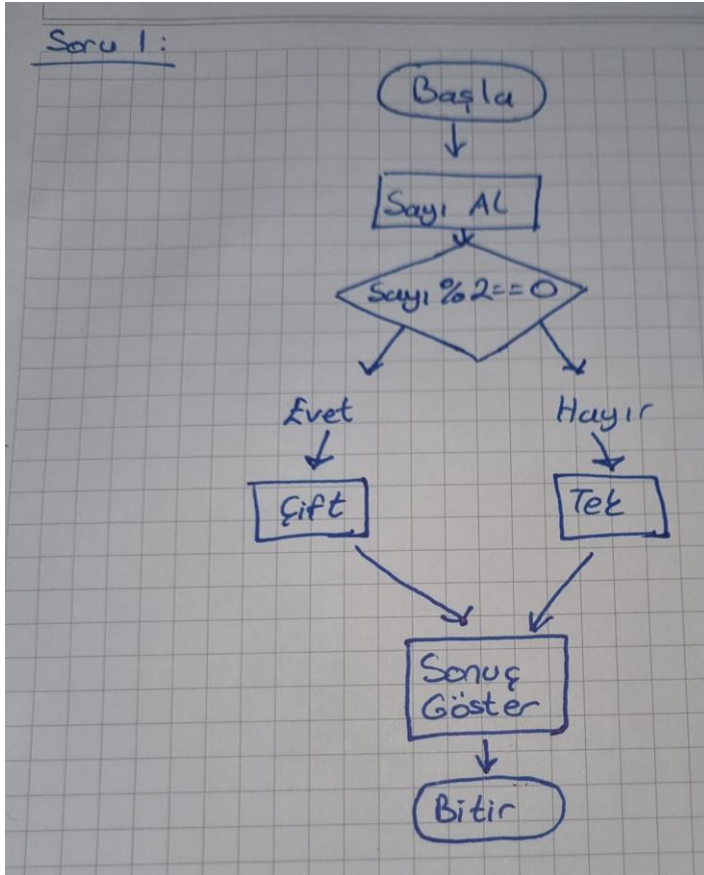 Soru 1:
Başla
Sayı AL
Sayı % 2 == 0
Evet
Hayır
Çift
Tek
Sonuç
Göster
Bitir